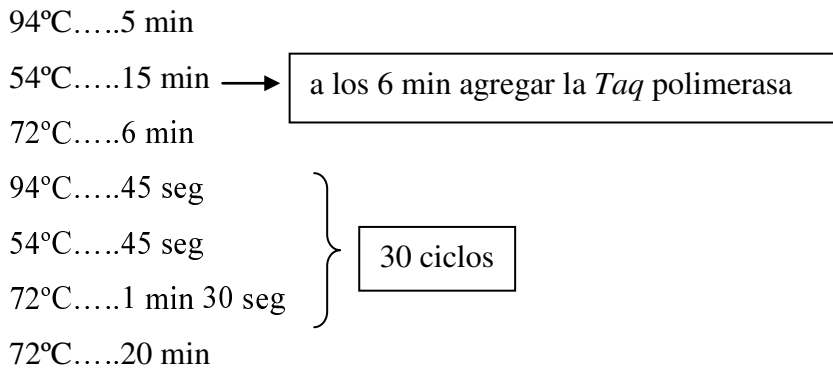 94ºC…..5 min
54ºC…..15 min a los 6 min agregar la Taq polimerasa
72ºC…..6 min
94ºC…..45 seg
54ºC…..45 seg
30 ciclos
72ºC…..1 min 30 seg
72ºC…..20 min